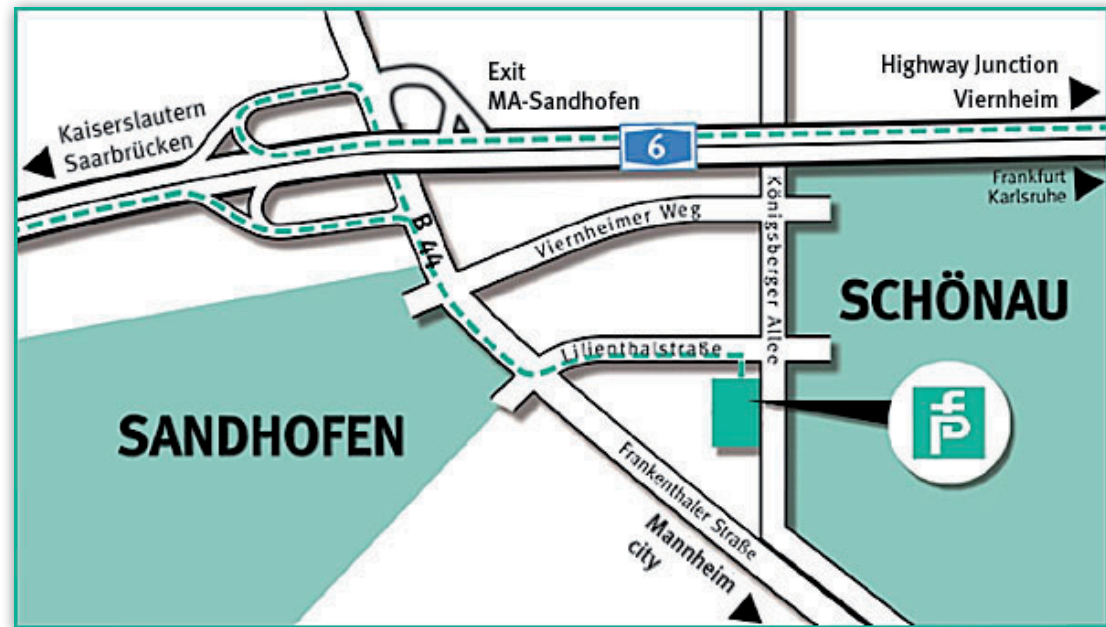 Exit
MA-Sandhofen
Highway Junction
Viernheim
Kaiserslautern
Saarbrücken
6
Frankfurt
Karlsruhe
B 44
Viernheimer Weg
Königsberger Allee
SCHÖNAU
Lilienthalstraße
SANDHOFEN
Frankenthaler Straße
Mannheim
city